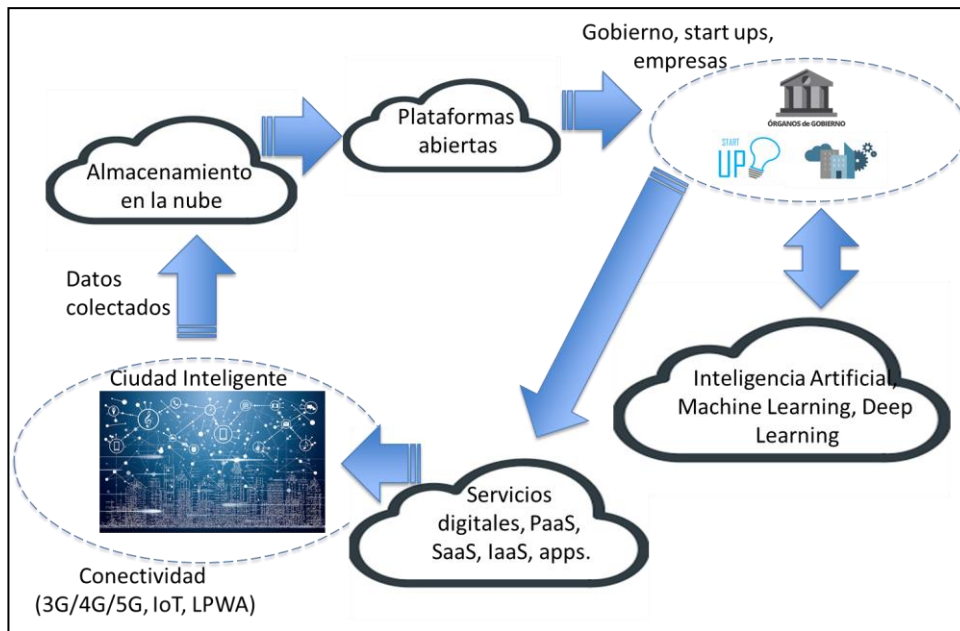 Gobierno, start ups,
empresas
ÓRGANOS de GOBIERNO
START
UP
Plataformas
abiertas
Almacenamiento
en la nube
Datos
colectados
Ciudad Inteligente
Inteligencia Artificial,
Machine Learning, Deep
Learning
Servicios
digitales, PaaS,
SaaS, IaaS, apps.
Conectividad
(3G/4G/5G, IoT, LPWA)